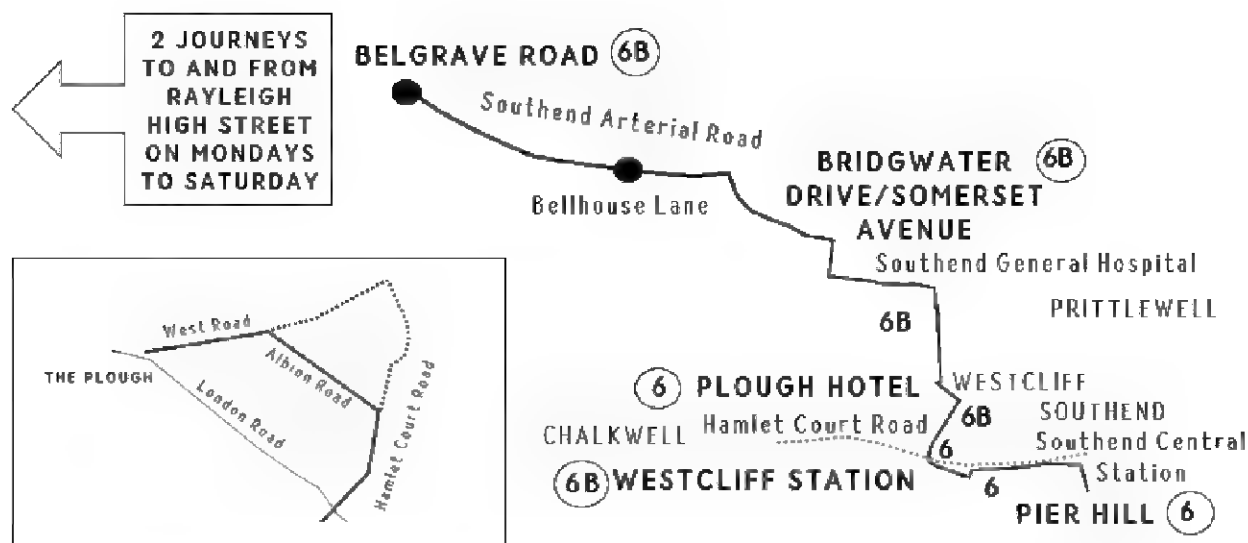 2 JOURNEYS
TO AND FROM
RAYLEIGH
HIGH STREET
ON MONDAYS
TO SATURDAY
BELGRAVE ROAD 6B
Southend Arterial Road
Bellhouse Lane
BRIDGWATER 6B
DRIVE/SOMERSET
AVENUE
Southend General Hospital
6B
PRITTLEWELL
6 PLOUGH HOTEL
WESTCLIFF
6B
SOUTHEND
CHALKWELL
Hamlet Court Road
6
Southend Central
Station
6B WESTCLIFF STATION
6
PIER HILL 6
West Road
Albion Road
THE PLOUGH
London Road
Hamlet Court Road